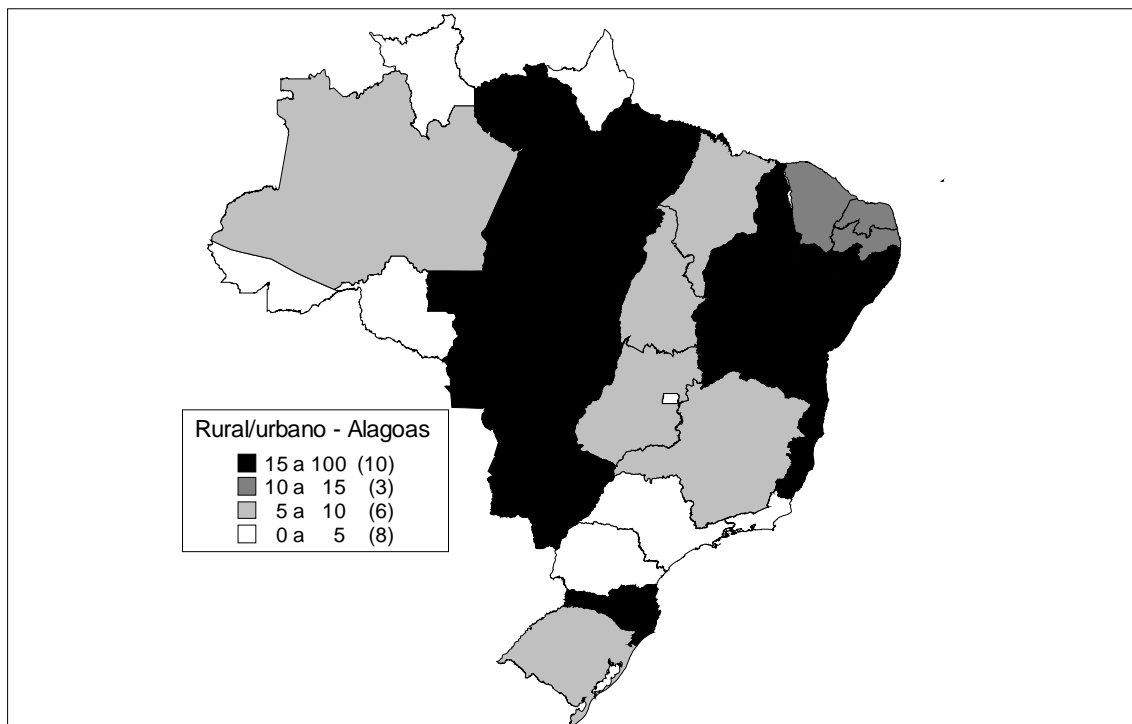 Rural/urbano - Alagoas
15 a 100 (10)
10 a 15 (3)
5 a 10 (6)
0 a 5 (8)